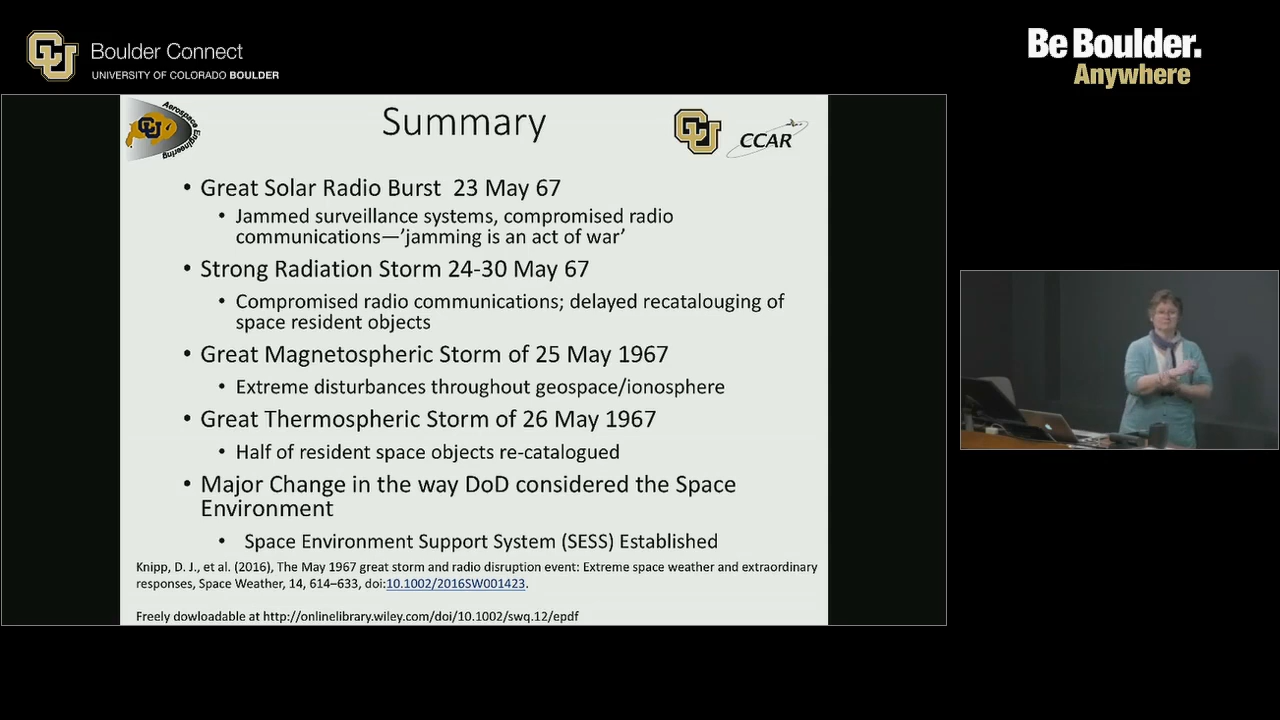 Boulder Connect
UNIVERSITY OF COLORADO BOULDER
Be Boulder.
Anywhere
Aerospace
Engineering
CU
Summary
CU
CCAR
• Great Solar Radio Burst 23 May 67
• Jammed surveillance systems, compromised radio
communications—’jamming is an act of war’
• Strong Radiation Storm 24-30 May 67
• Compromised radio communications; delayed recatalouging of
space resident objects
• Great Magnetospheric Storm of 25 May 1967
• Extreme disturbances throughout geospace/ionosphere
• Great Thermospheric Storm of 26 May 1967
• Half of resident space objects re-catalogued
• Major Change in the way DoD considered the Space
Environment
• Space Environment Support System (SESS) Established
Knipp, D. J., et al. (2016), The May 1967 great storm and radio disruption event: Extreme space weather and extraordinary
responses, Space Weather, 14, 614–633, doi:10.1002/2016SW001423.
Freely dowloadable at http://onlinelibrary.wiley.com/doi/10.1002/swq.12/epdf